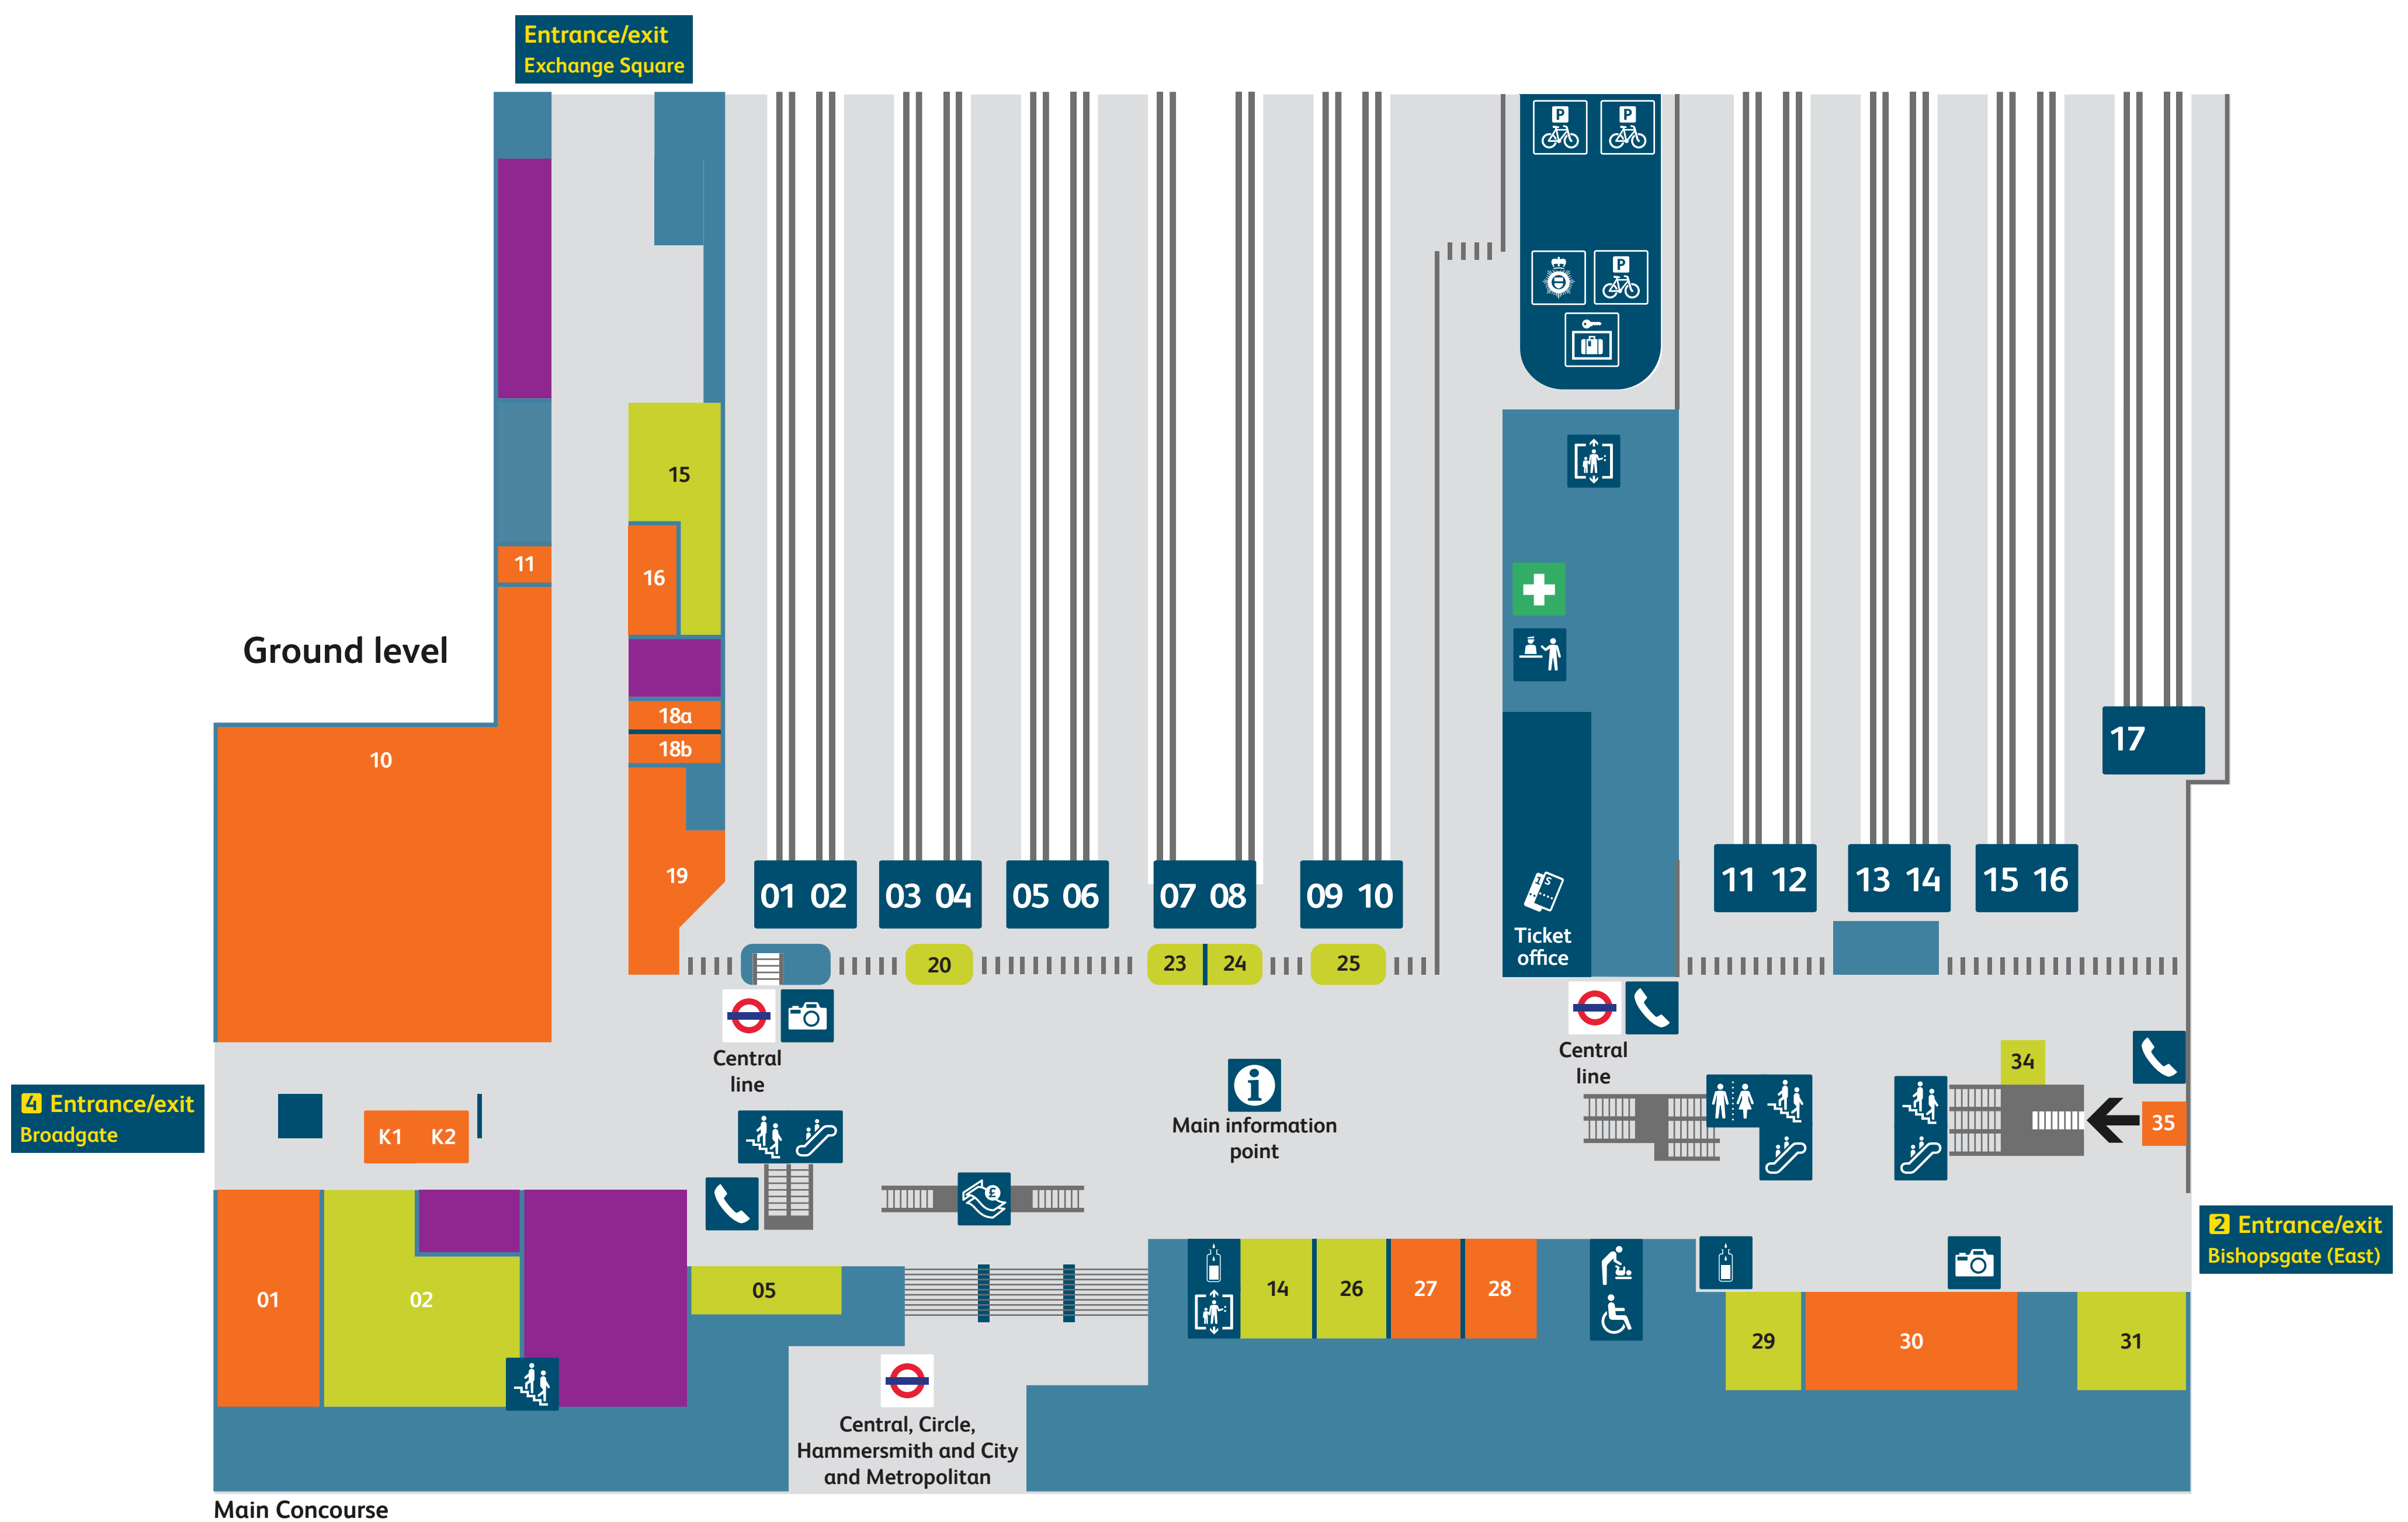 Entrance/exit
Exchange Square
P P
P
15
11
16
Ground level
18a
18b
10
17
19
01 02
03 04
05 06
07 08
09 10
11 12
13 14
15 16
Ticket
office
20
23 24
25
Central
line
Central
line
i
Main information
point
34
35
4 Entrance/exit
Broadgate
K1 K2
£
2 Entrance/exit
Bishopsgate (East)
01
02
05
14
26
27
28
29
30
31
Central, Circle,
Hammersmith and City
and Metropolitan
Main Concourse